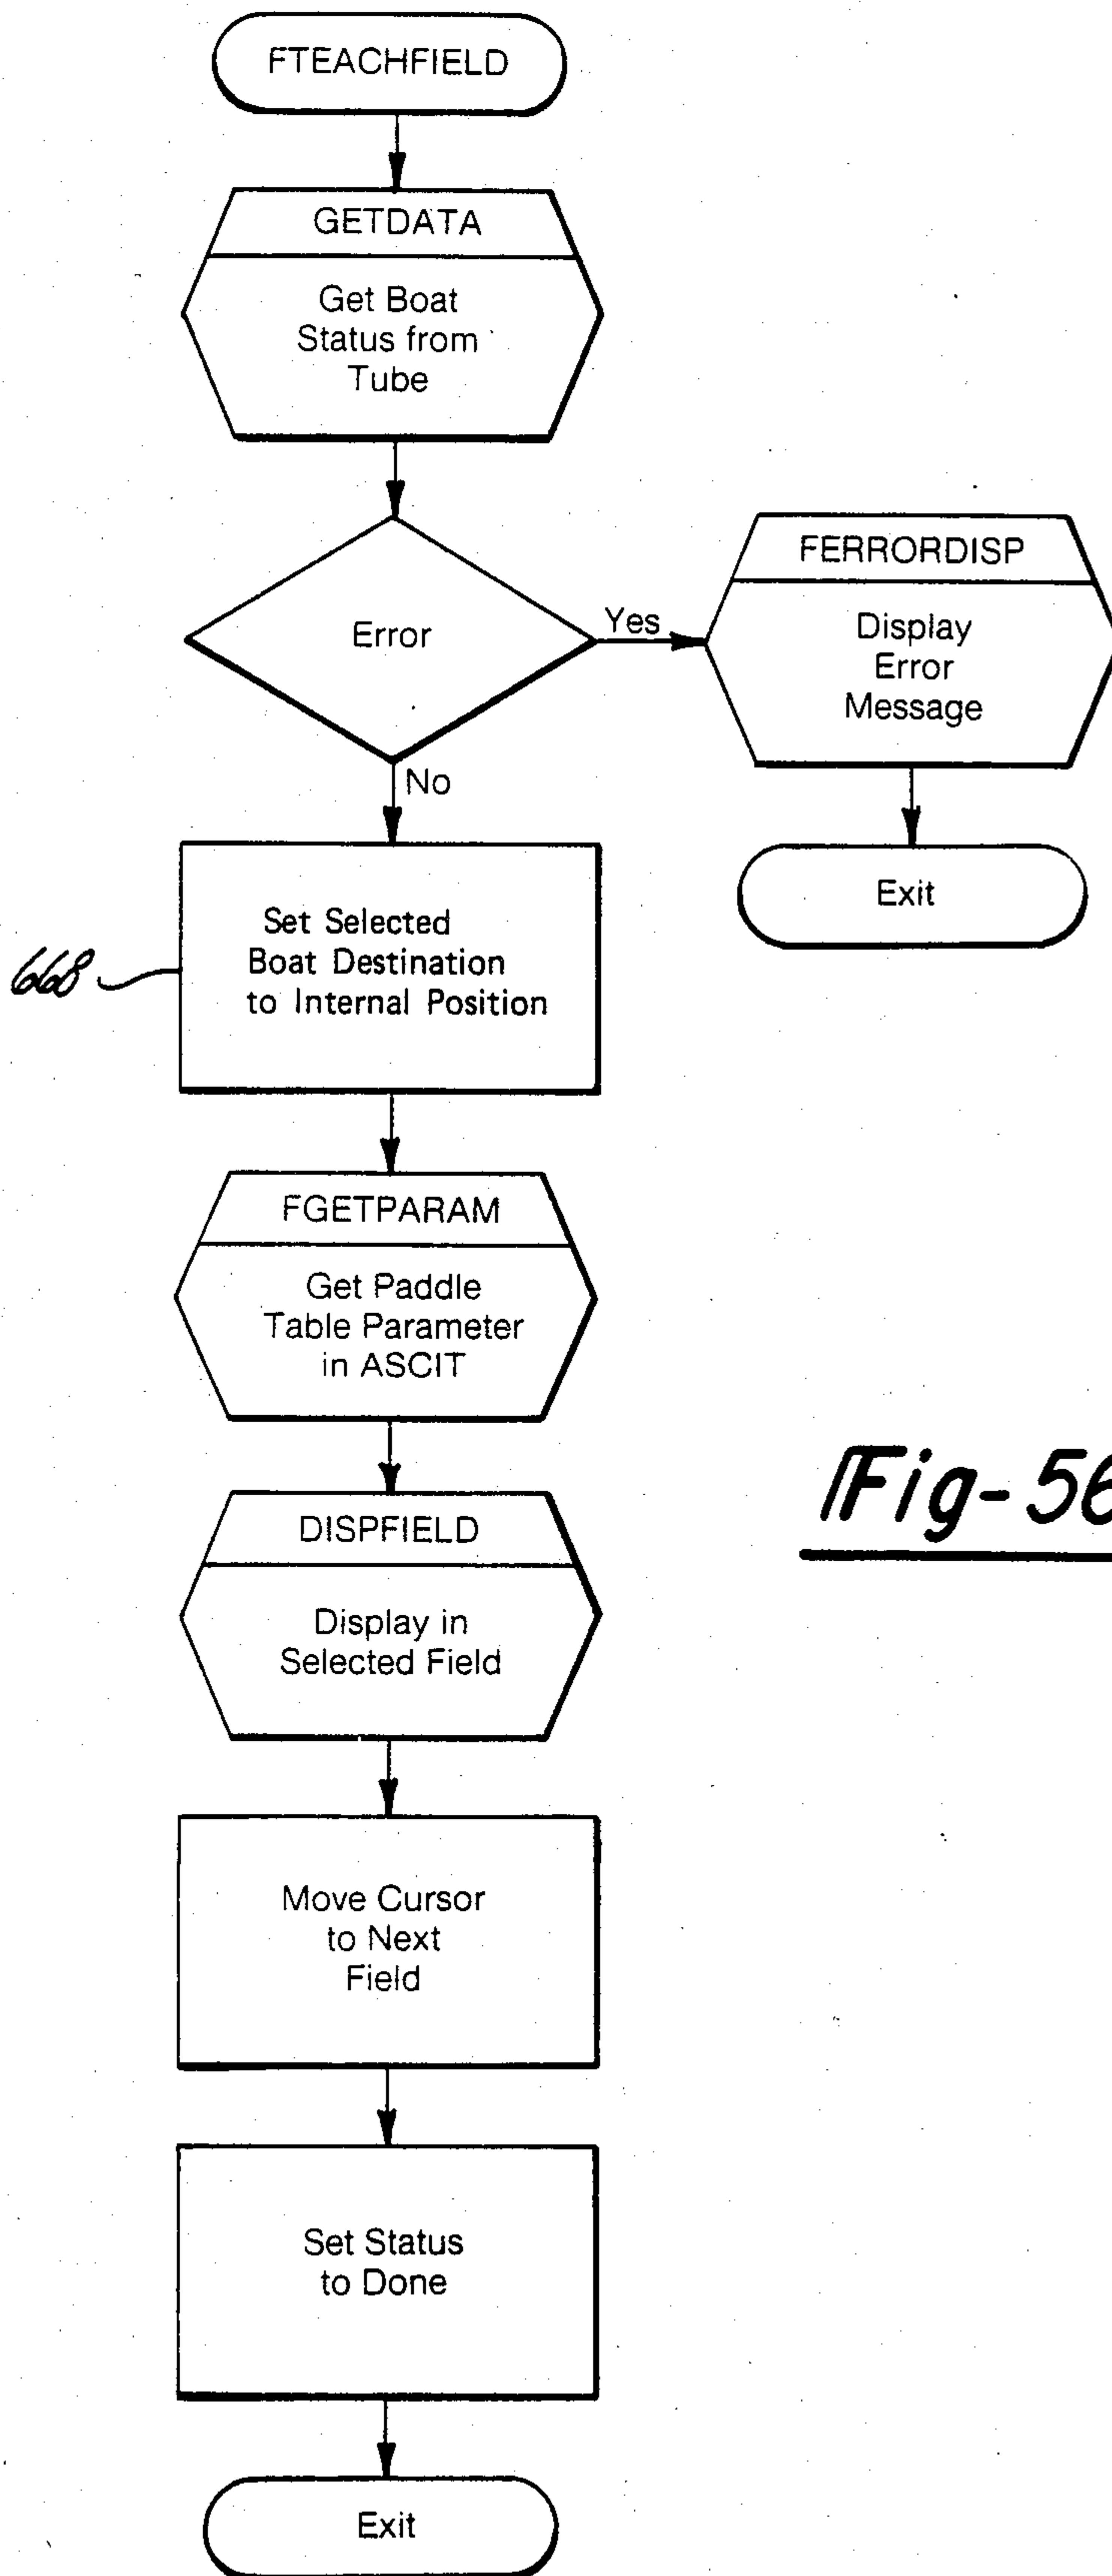 FTEACHFIELD
GETDATA
Get Boat
Status from
Tube
Error
Yes
No
FERRORDISP
Display
Error
Message
Exit
668
Set Selected
Boat Destination
to Internal Position
FGETPARAM
Get Paddle
Table Parameter
in ASCIT
DISPFIELD
Display in
Selected Field
Fig-56
Move Cursor
to Next
Field
Set Status
to Done
Exit